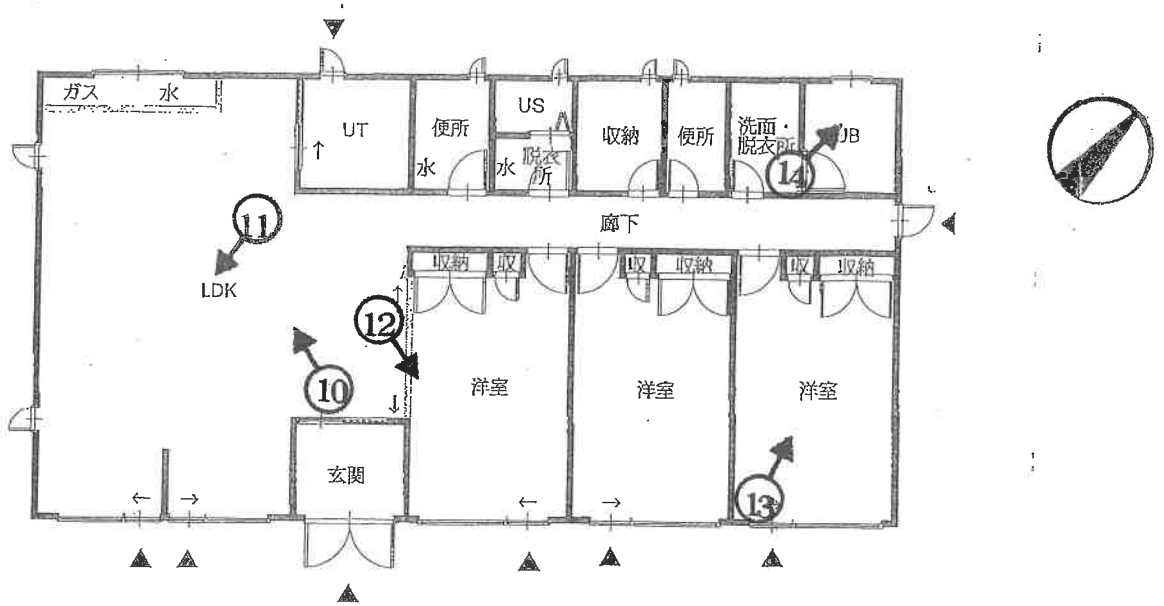 ガス 水
UT
便所
水
US
脱衣所
水
収納
便所
洗面・脱衣所
UB
14
廊下
11
LDK
収納 収 収 収納 収 収納
12
10
洋室 洋室 洋室
玄関
13